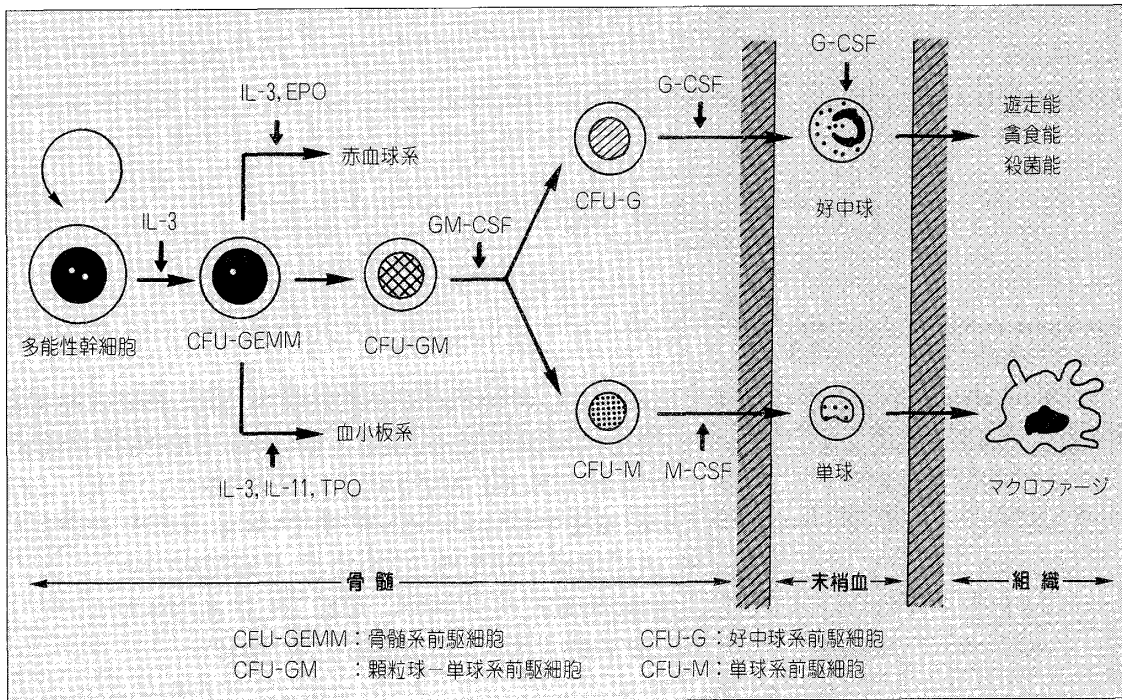 IL-3, EPO
赤血球系
IL-3
多能性幹細胞
CFU-GEMM
血小板系
IL-3, IL-11, TPO
CFU-GM
GM-CSF
CFU-G
G-CSF
G-CSF
好中球
遊走能
貪食能
殺菌能
CFU-M
M-CSF
単球
マクロファージ
骨髄
末梢血
組織
CFU-GEMM:骨髄系前駆細胞
CFU-G:好中球系前駆細胞
CFU-GM :顆粒球-単球系前駆細胞
CFU-M:単球系前駆細胞